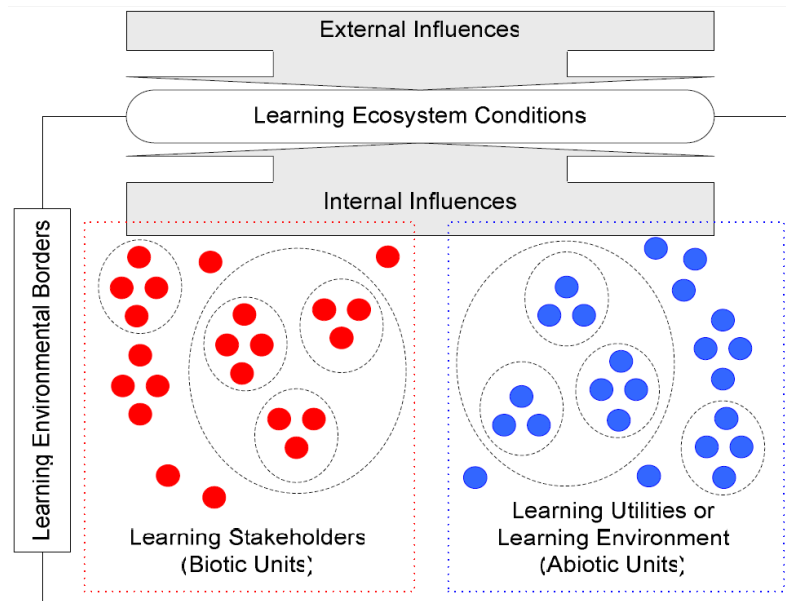 External Influences
Learning Ecosystem Conditions
Internal Influences
Learning Environmental Borders
Learning Stakeholders
(Biotic Units)
Learning Utilities or
Learning Environment
(Abiotic Units)